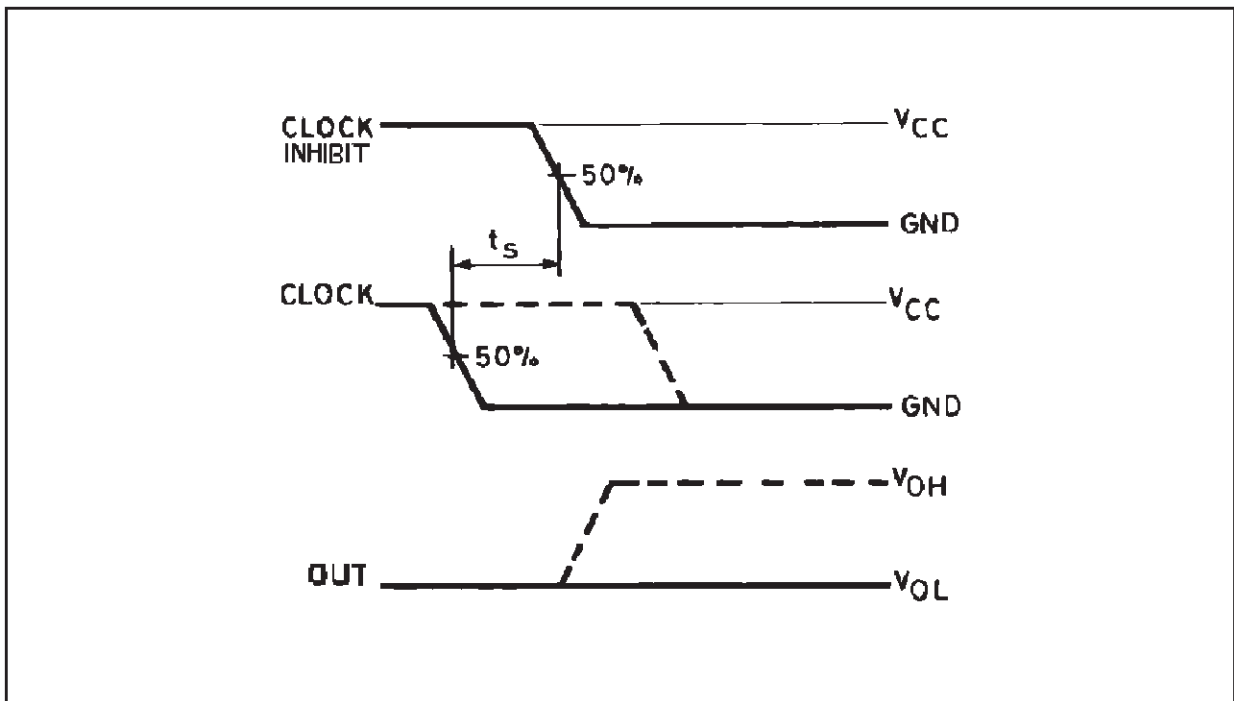 CLOCK
INHIBIT
VCC
50%
GND
ts
CLOCK
VCC
50%
GND
VOH
OUT
VOL